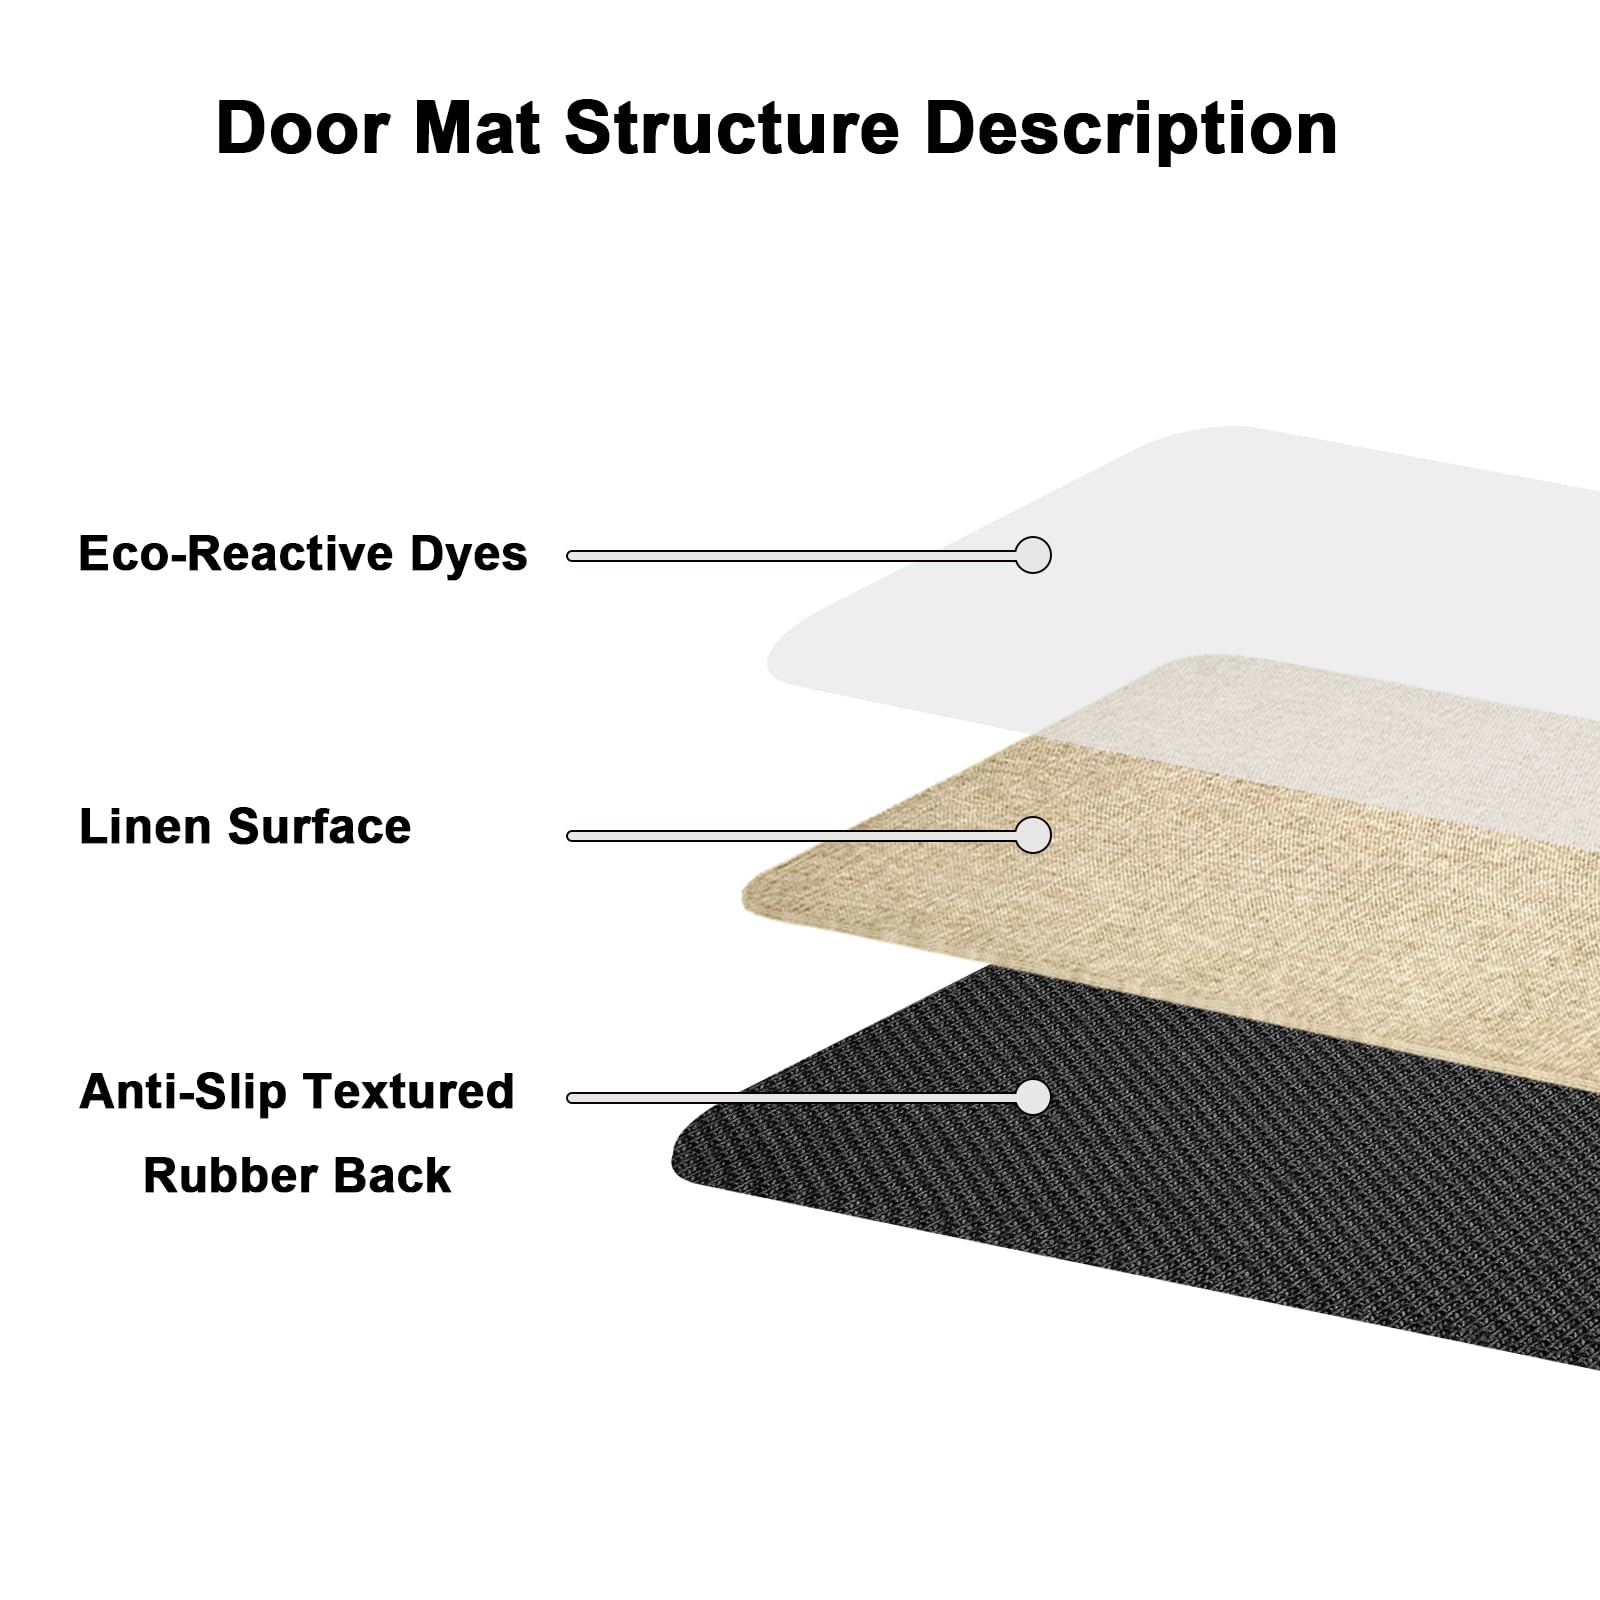 Door Mat Structure Description
Eco-Reactive Dyes
Linen Surface
Anti-Slip Textured
Rubber Back